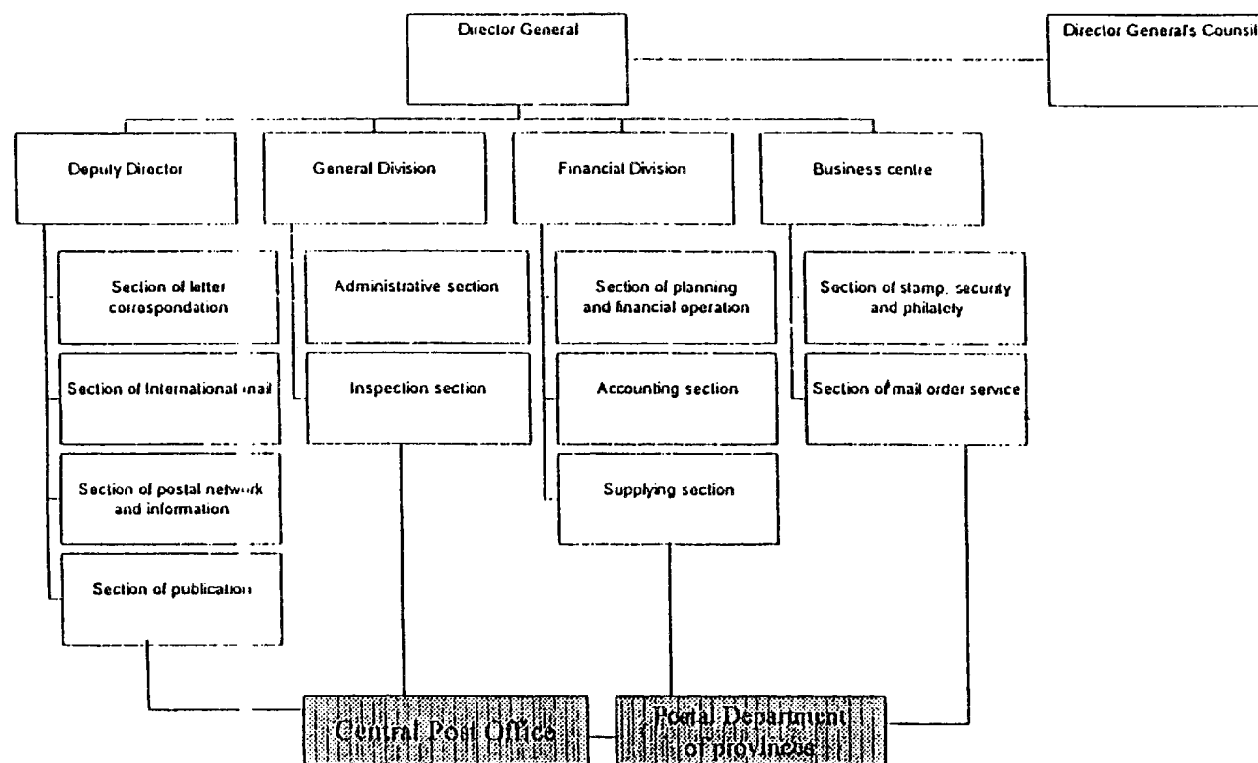 Director General
Director General's Counsil
Deputy Director
General Division
Financial Division
Business centre
Section of letter
correspondation
Administrative section
Section of planning
and financial operation
Section of stamp, security
and philately
Section of International mail
Inspection section
Accounting section
Section of mail order service
Section of postal network
and information
Supplying section
Section of publication
Central Post Office
Postal Department
of provinces